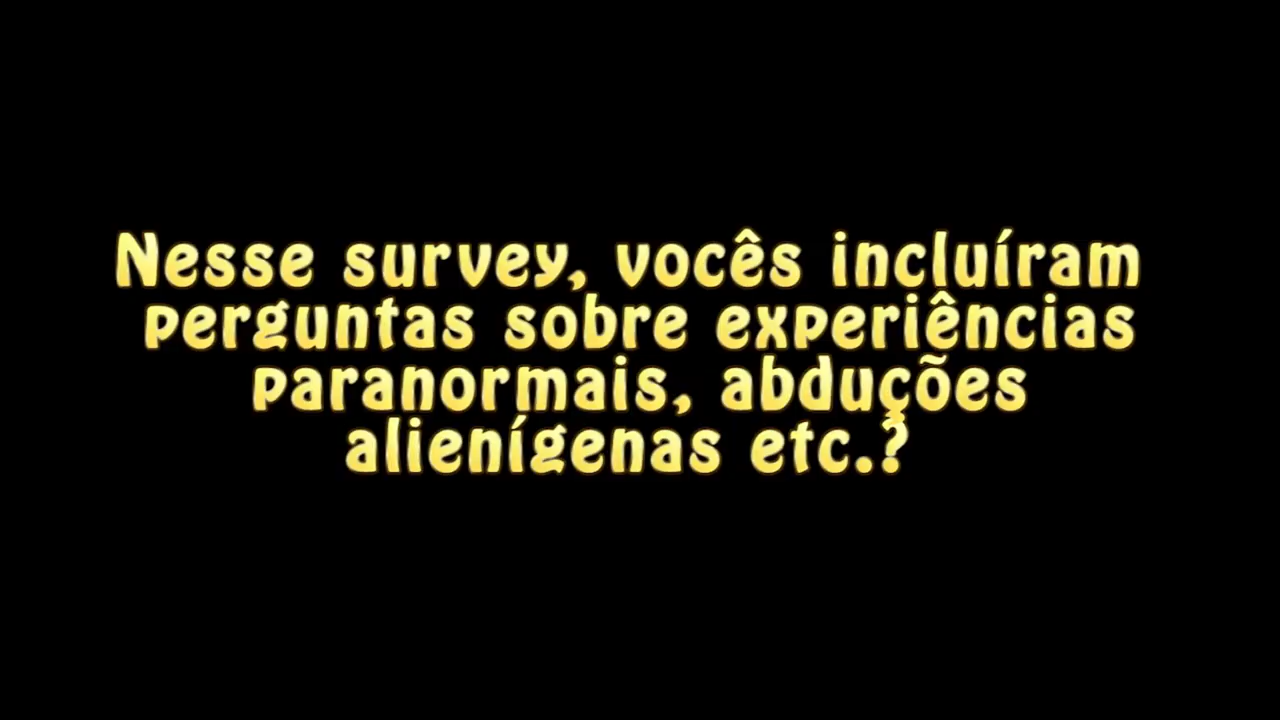 Nesse survey, vocês incluíram
perguntas sobre experiências
paranormais, abduções
alienígenas etc.?